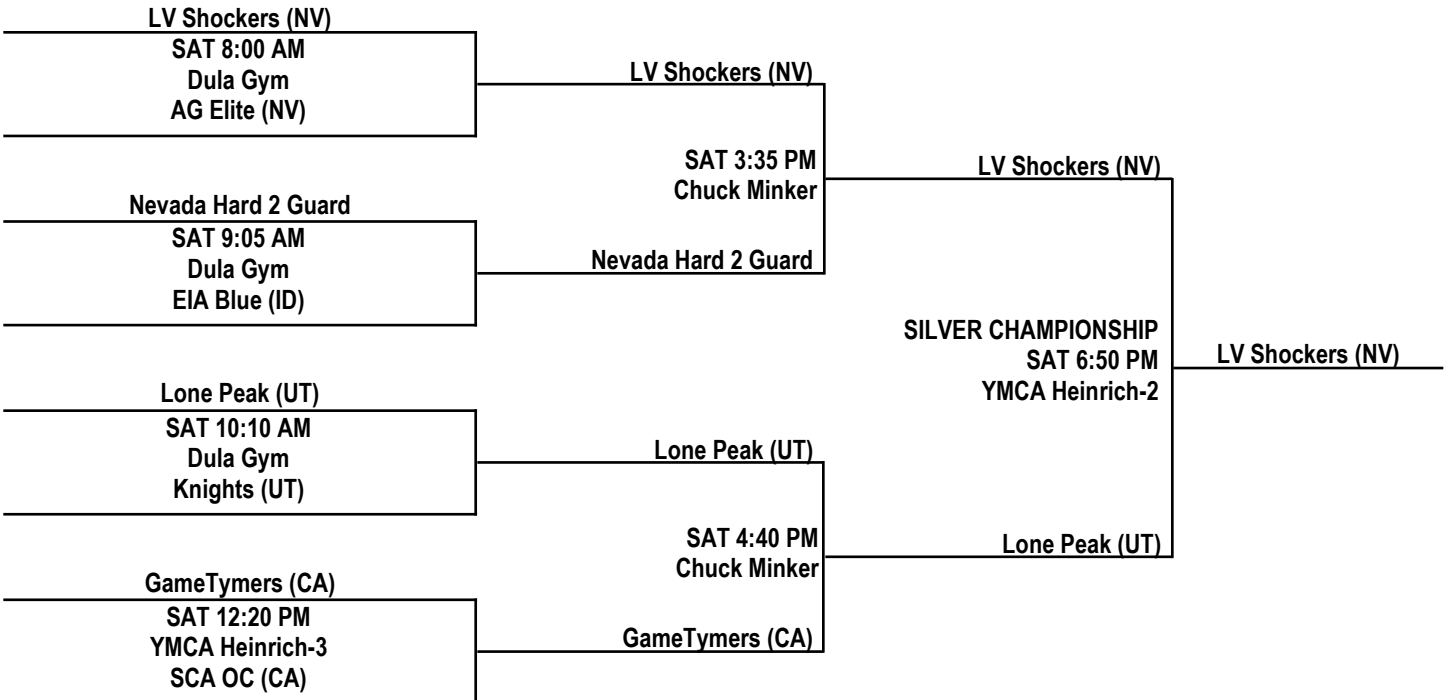 LV Shockers (NV)
SAT 8:00 AM
Dula Gym
AG Elite (NV)
Nevada Hard 2 Guard
SAT 9:05 AM
Dula Gym
EIA Blue (ID)
Lone Peak (UT)
SAT 10:10 AM
Dula Gym
Knights (UT)
GameTymers (CA)
SAT 12:20 PM
YMCA Heinrich-3
SCA OC (CA)
LV Shockers (NV)
SAT 3:35 PM
Chuck Minker
Nevada Hard 2 Guard
Lone Peak (UT)
SAT 4:40 PM
Chuck Minker
GameTymers (CA)
LV Shockers (NV)
SILVER CHAMPIONSHIP
SAT 6:50 PM
YMCA Heinrich-2
Lone Peak (UT)
LV Shockers (NV)